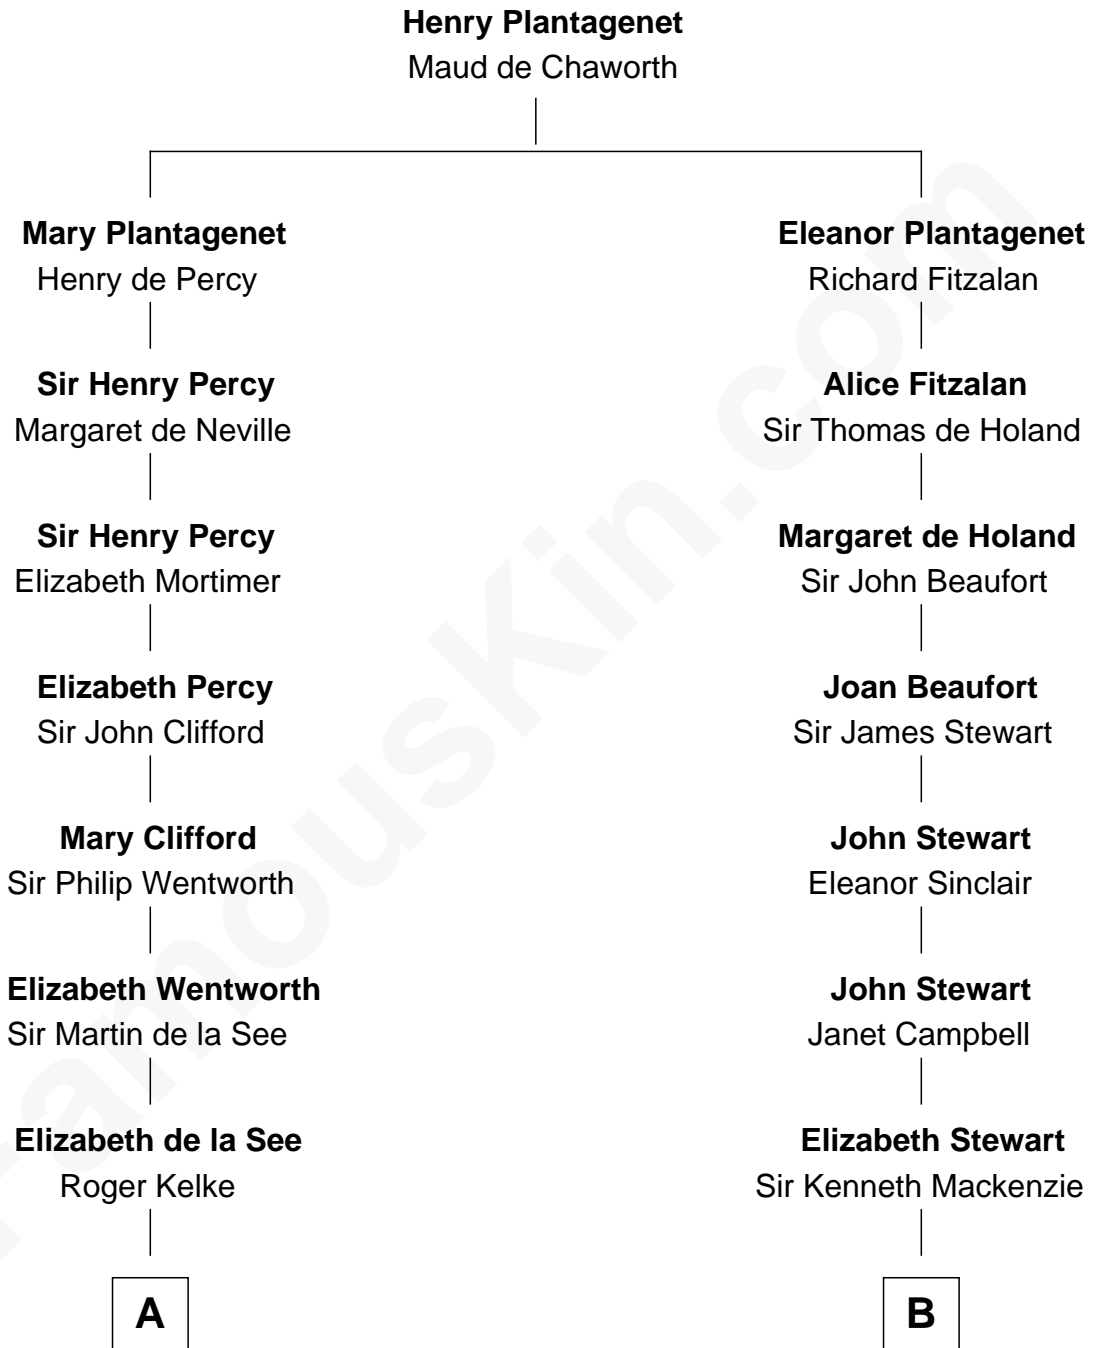 Henry Plantagenet
Maud de Chaworth
Mary Plantagenet
Henry de Percy
Eleanor Plantagenet
Richard Fitzalan
Sir Henry Percy
Margaret de Neville
Alice Fitzalan
Sir Thomas de Holand
Sir Henry Percy
Elizabeth Mortimer
Margaret de Holand
Sir John Beaufort
Elizabeth Percy
Sir John Clifford
Joan Beaufort
Sir James Stewart
Mary Clifford
Sir Philip Wentworth
John Stewart
Eleanor Sinclair
Elizabeth Wentworth
Sir Martin de la See
John Stewart
Janet Campbell
Elizabeth de la See
Roger Kelke
Elizabeth Stewart
Sir Kenneth Mackenzie
A
B
FamousKin.com